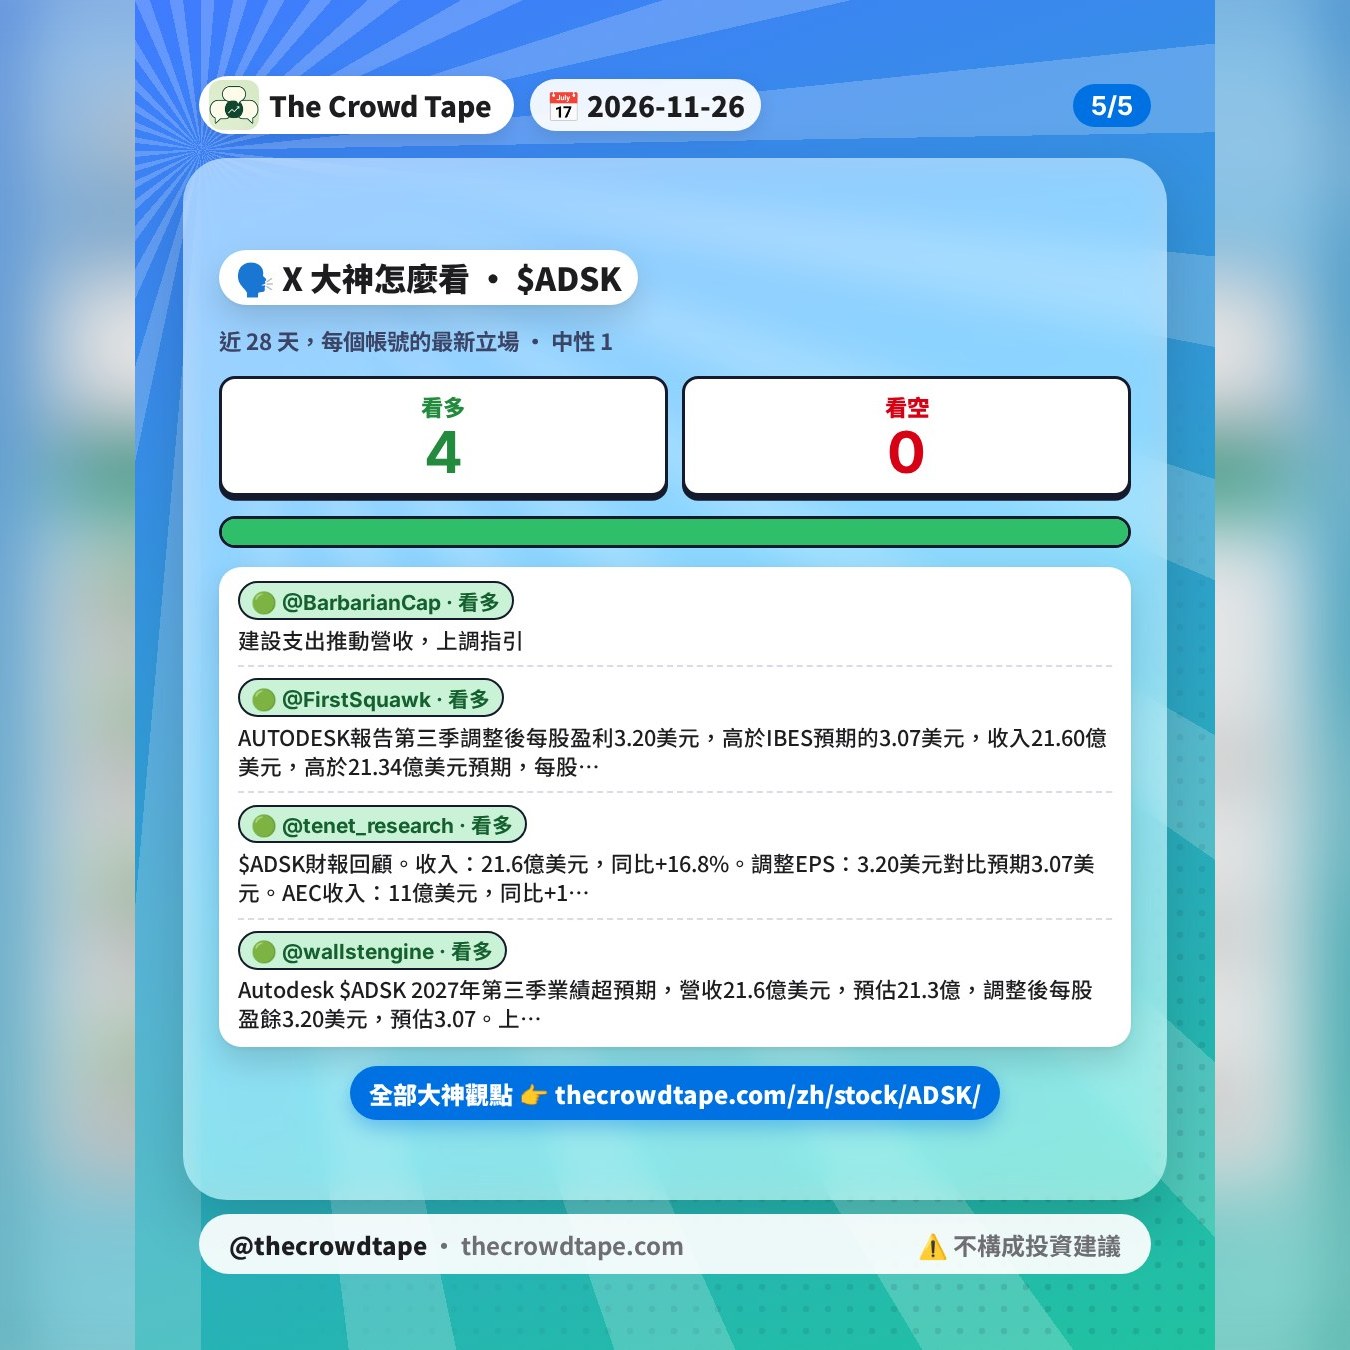 The Crowd Tape
2026-11-26
5/5
X 大神怎麼看 · $ADSK
近 28 天，每個帳號的最新立場 · 中性 1
看多
4
看空
0
@BarbarianCap · 看多
建設支出推動營收，上調指引
@FirstSquawk · 看多
AUTODESK報告第三季調整後每股盈利3.20美元，高於IBES預期的3.07美元，收入21.60億
美元，高於21.34億美元預期，每股…
@tenet_research · 看多
$ADSK財報回顧。收入：21.6億美元，同比+16.8%。調整EPS：3.20美元對比預期3.07美
元。AEC收入：11億美元，同比+1…
@wallstengine · 看多
Autodesk $ADSK 2027年第三季業績超預期，營收21.6億美元，預估21.3億，調整後每股
盈餘3.20美元，預估3.07。上…
全部大神觀點 👉 thecrowdtape.com/zh/stock/ADSK/
@thecrowdtape · thecrowdtape.com
⚠️ 不構成投資建議